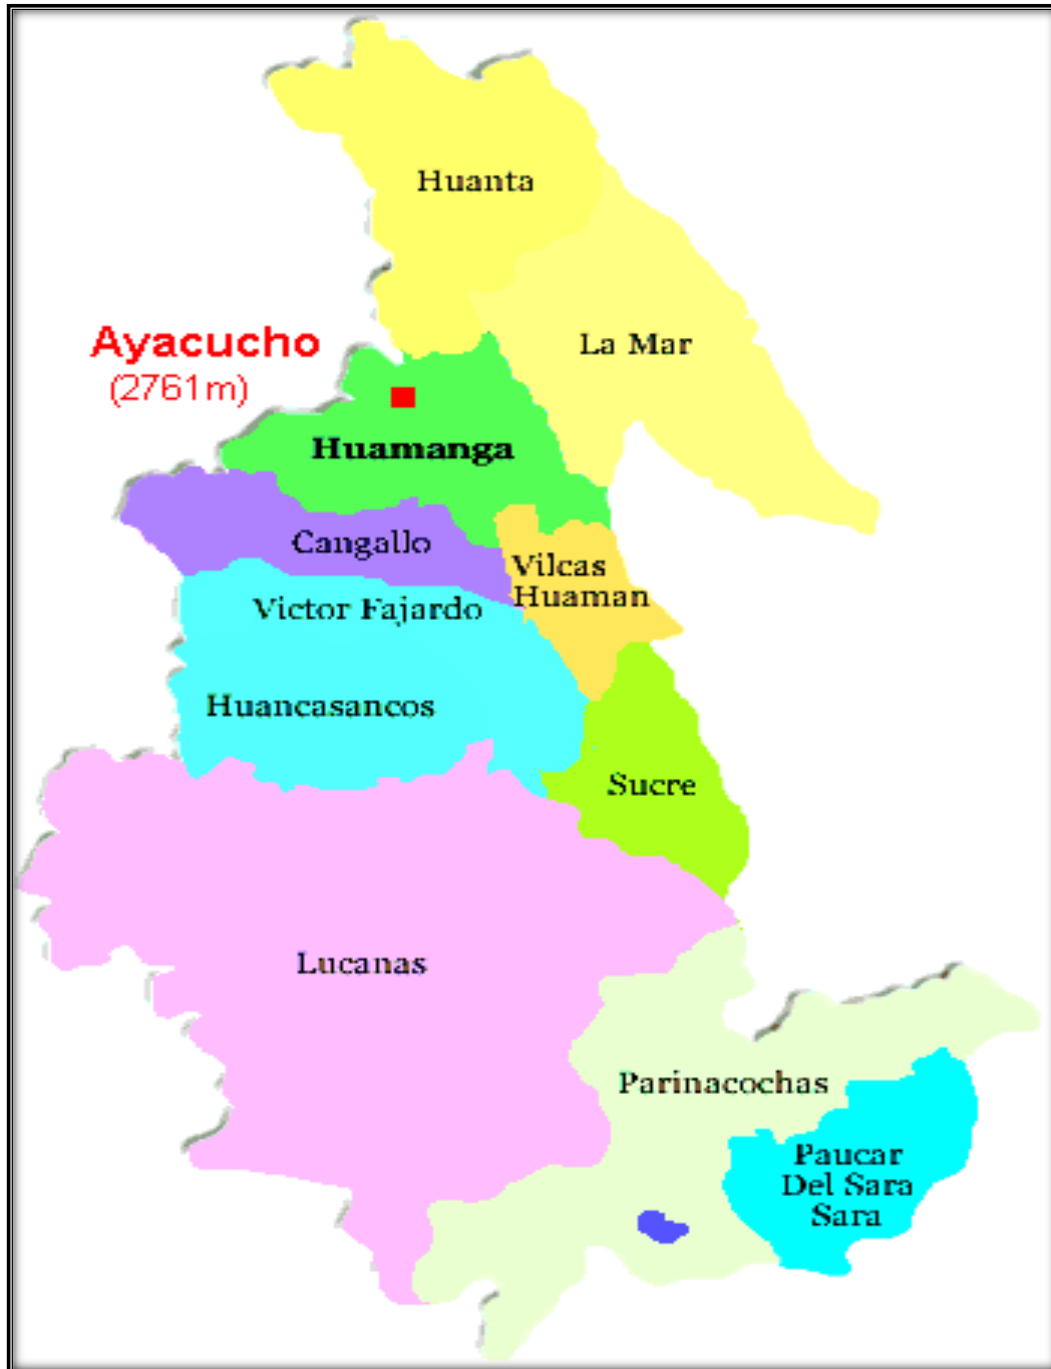 Huanta
Ayacucho
(2761m)
La Mar
Huamanga
Cangallo
Vilcas
Huaman
Victor Fajardo
Huancasancos
Sucre
Lucanas
Parinacochas
Paucar
Del Sara
Sara